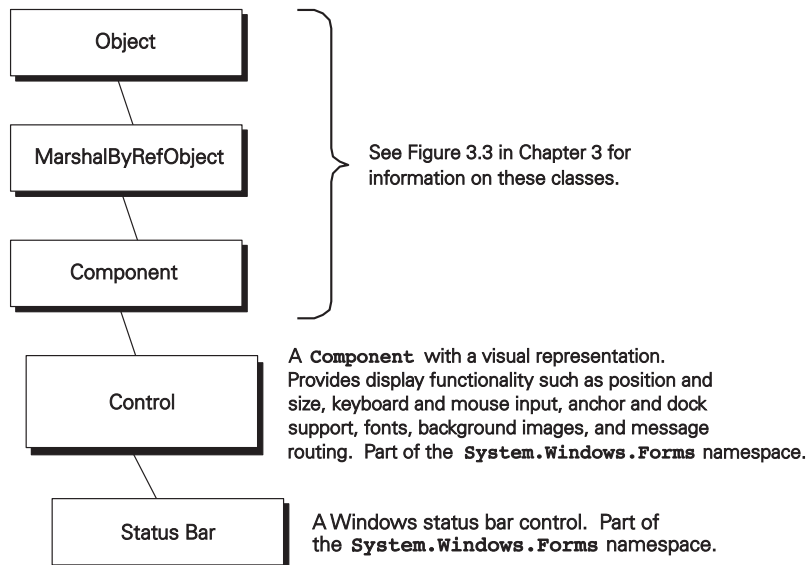 Object
MarshalByRefObject
See Figure 3.3 in Chapter 3 for
information on these classes.
Component
A Component with a visual representation.
Provides display functionality such as position and
size, keyboard and mouse input, anchor and dock
support, fonts, background images, and message
routing. Part of the System.Windows.Forms namespace.
Control
Status Bar
A Windows status bar control. Part of
the System.Windows.Forms namespace.